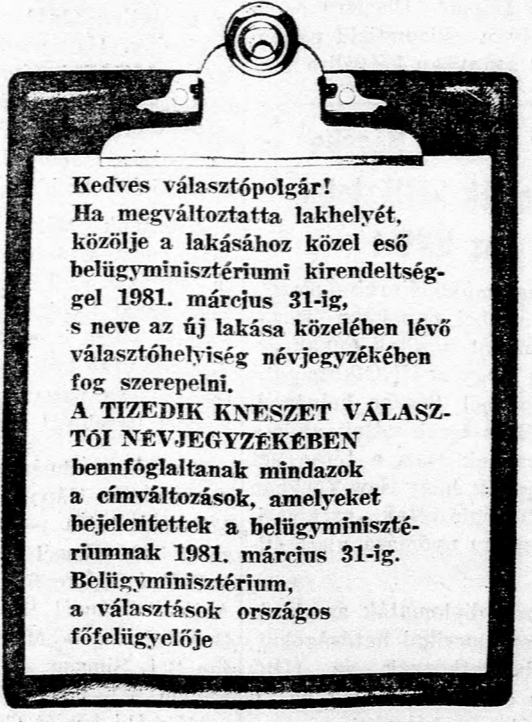 Kedves választópolgár!
Ha megváltoztatta lakhelyét,
közölje a lakásához közel eső
belügyminisztériumi kirendeltség-
gel 1981. március 31-ig,
s neve az új lakása közelében lévő
választóhelyiség névjegyzékében
fog szerepelni.
A TIZEDIK KNESZET VÁLASZ-
TÓI NÉVJEGYZÉKÉBEN
bennfoglaltanak mindazok
a címváltozások, amelyeket
bejelentettek a belügyminiszté-
riumnak 1981. március 31-ig.
Belügyminisztérium,
a választások országos
főfelügyelője